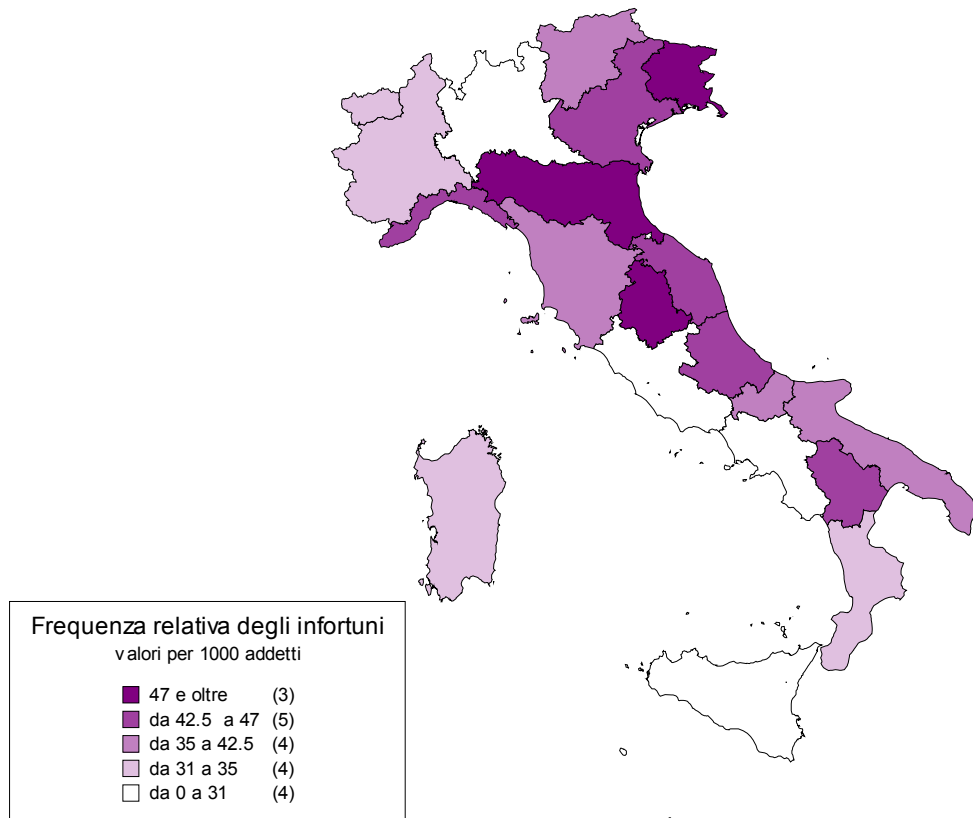 Frequenza relativa degli infortuni
valori per 1000 addetti
47 e oltre (3)
da 42.5 a 47 (5)
da 35 a 42.5 (4)
da 31 a 35 (4)
da 0 a 31 (4)